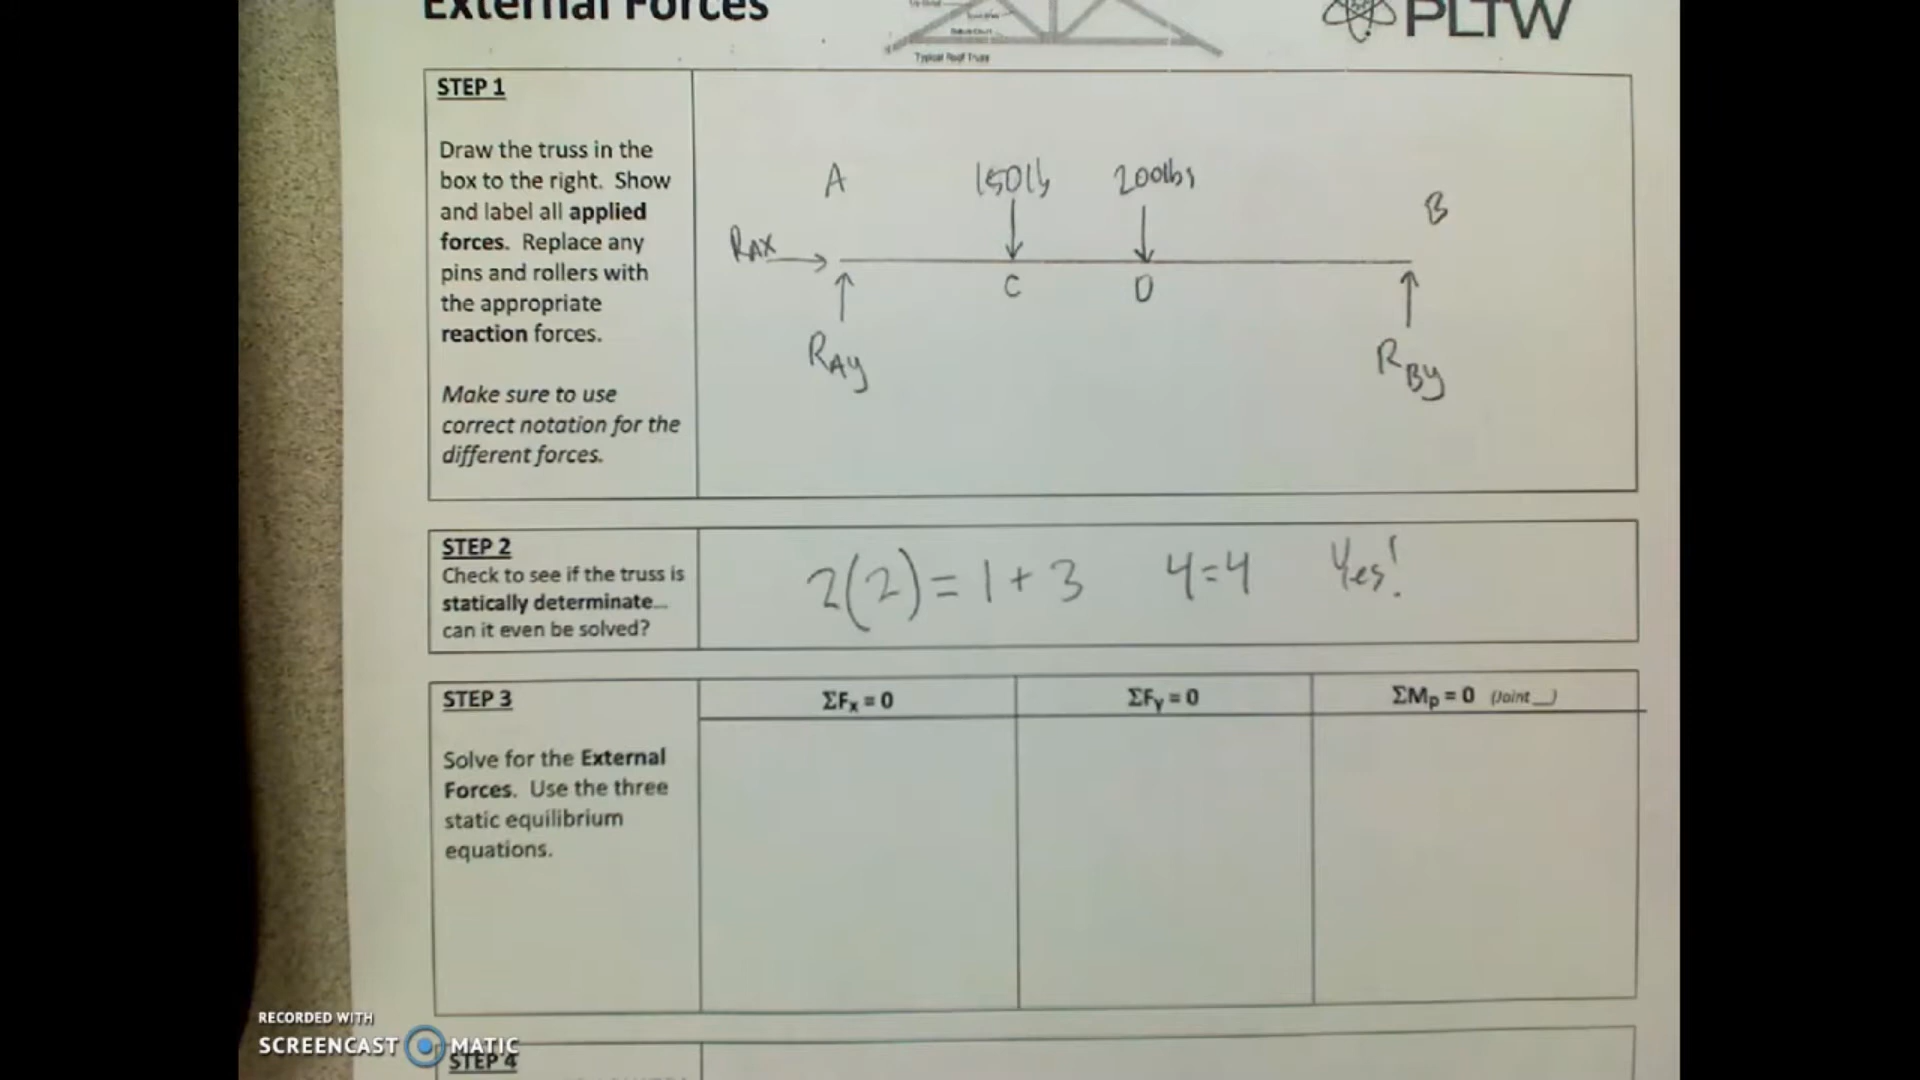 External Forces
PLTW
Typical Roof Truss
STEP 1
Draw the truss in the
box to the right. Show
and label all applied
forces. Replace any
pins and rollers with
the appropriate
reaction forces.
Make sure to use
correct notation for the
different forces.
A
150lb
200lbs
B
RAX
C
D
RAy
RBy
STEP 2
Check to see if the truss is
statically determinate…
can it even be solved?
2(2)=1+3 4=4 Yes!
STEP 3
Solve for the External
Forces. Use the three
static equilibrium
equations.
ΣFx = 0
ΣFy = 0
ΣMp = 0 (Joint __)
RECORDED WITH
SCREENCAST MATIC
STEP 4